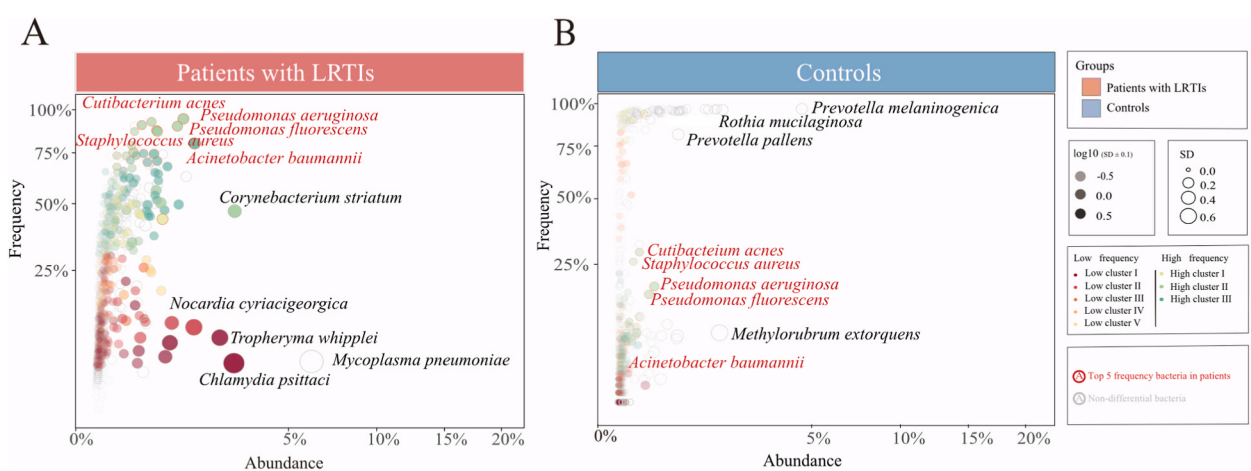 A
Patients with LRTIs
100%
75%
50%
25%
Frequency
Cutibacterium acnes
Pseudomonas aeruginosa
Pseudomonas fluorescens
Staphylococcus aureus
Acinetobacter baumannii
Corynebacterium striatum
Nocardia cyriacigeorgica
Tropheryma whipplei
Mycoplasma pneumoniae
Chlamydia psittaci
0%
5%
10%
15%
20%
Abundance
B
Controls
100%
75%
50%
25%
Frequency
Prevotella melaninogenica
Rothia mucilaginosa
Prevotella pallens
Cutibacteium acnes
Staphylococcus aureus
Pseudomonas aeruginosa
Pseudomonas fluorescens
Methylorubrum extorquens
Acinetobacter baumannii
0%
5%
10%
15%
20%
Abundance
Groups
Patients with LRTIs
Controls
log10 (SD ± 0.1)
-0.5
0.0
0.5
SD
0.0
0.2
0.4
0.6
Low frequency
Low cluster I
Low cluster II
Low cluster III
Low cluster IV
Low cluster V
High frequency
High cluster I
High cluster II
High cluster III
A Top 5 frequency bacteria in patients
A Non-differential bacteria